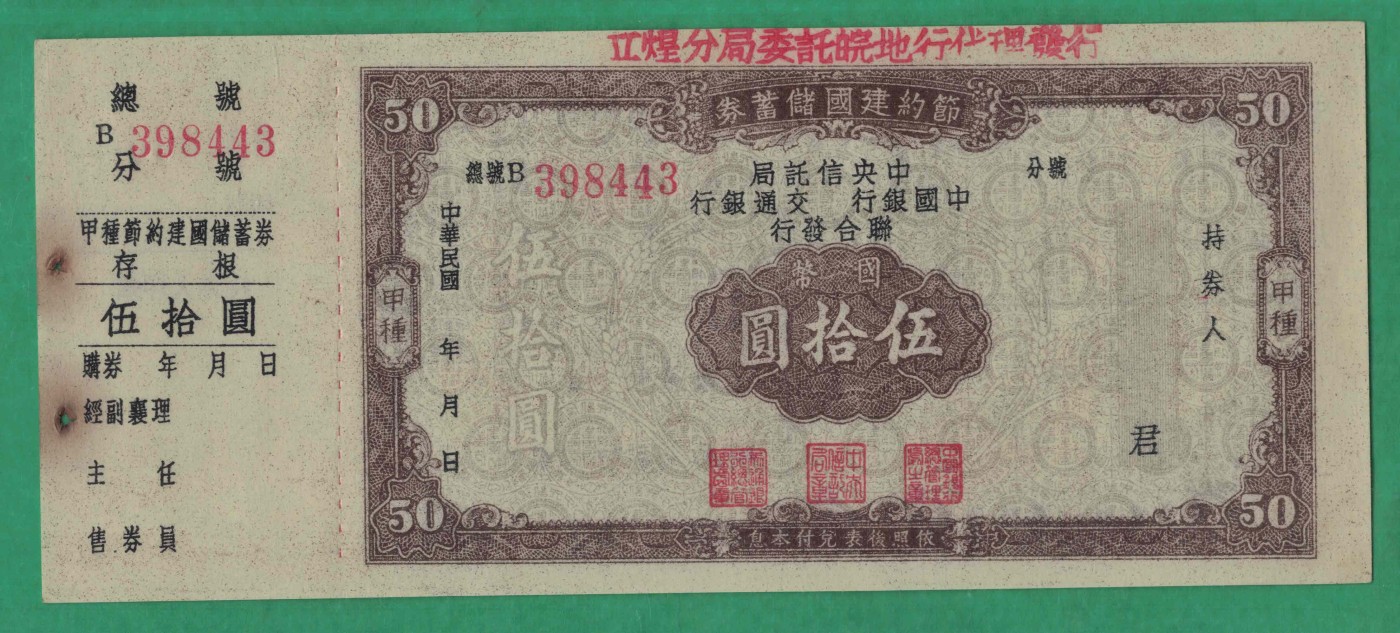 立煌分局委託皖地行代理發行
總號
B 398443
分號
甲種節約建國儲蓄券
存根
伍拾圓
購券 年 月 日
經副襄理
主任
售券員
50
節約建國儲蓄券
50
總號B 398443
中央信託局
中國銀行 交通銀行
聯合發行
分號
持券人
君
甲種
國幣
伍拾圓
甲種
伍拾圓
中華民國 年 月 日
50
依照後表兌付本息
50